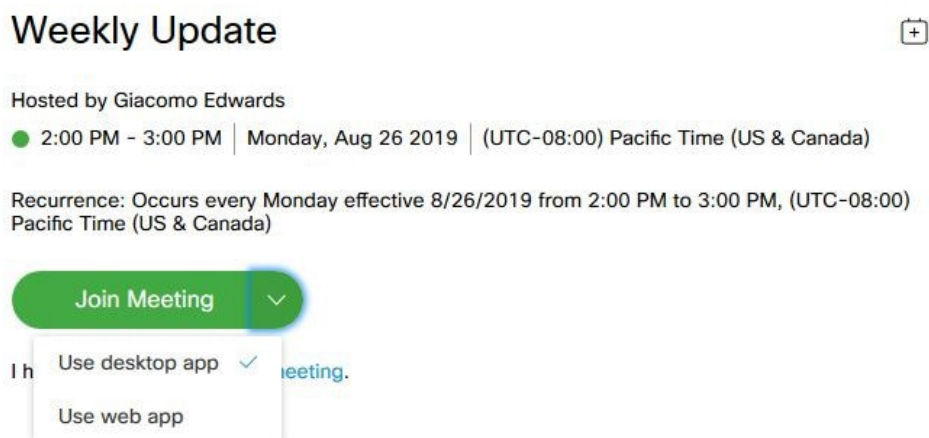 Weekly Update
Hosted by Giacomo Edwards
2:00 PM - 3:00 PM | Monday, Aug 26 2019 | (UTC-08:00) Pacific Time (US & Canada)
Recurrence: Occurs every Monday effective 8/26/2019 from 2:00 PM to 3:00 PM, (UTC-08:00)
Pacific Time (US & Canada)
Join Meeting
Use desktop app
I h eeting.
Use web app